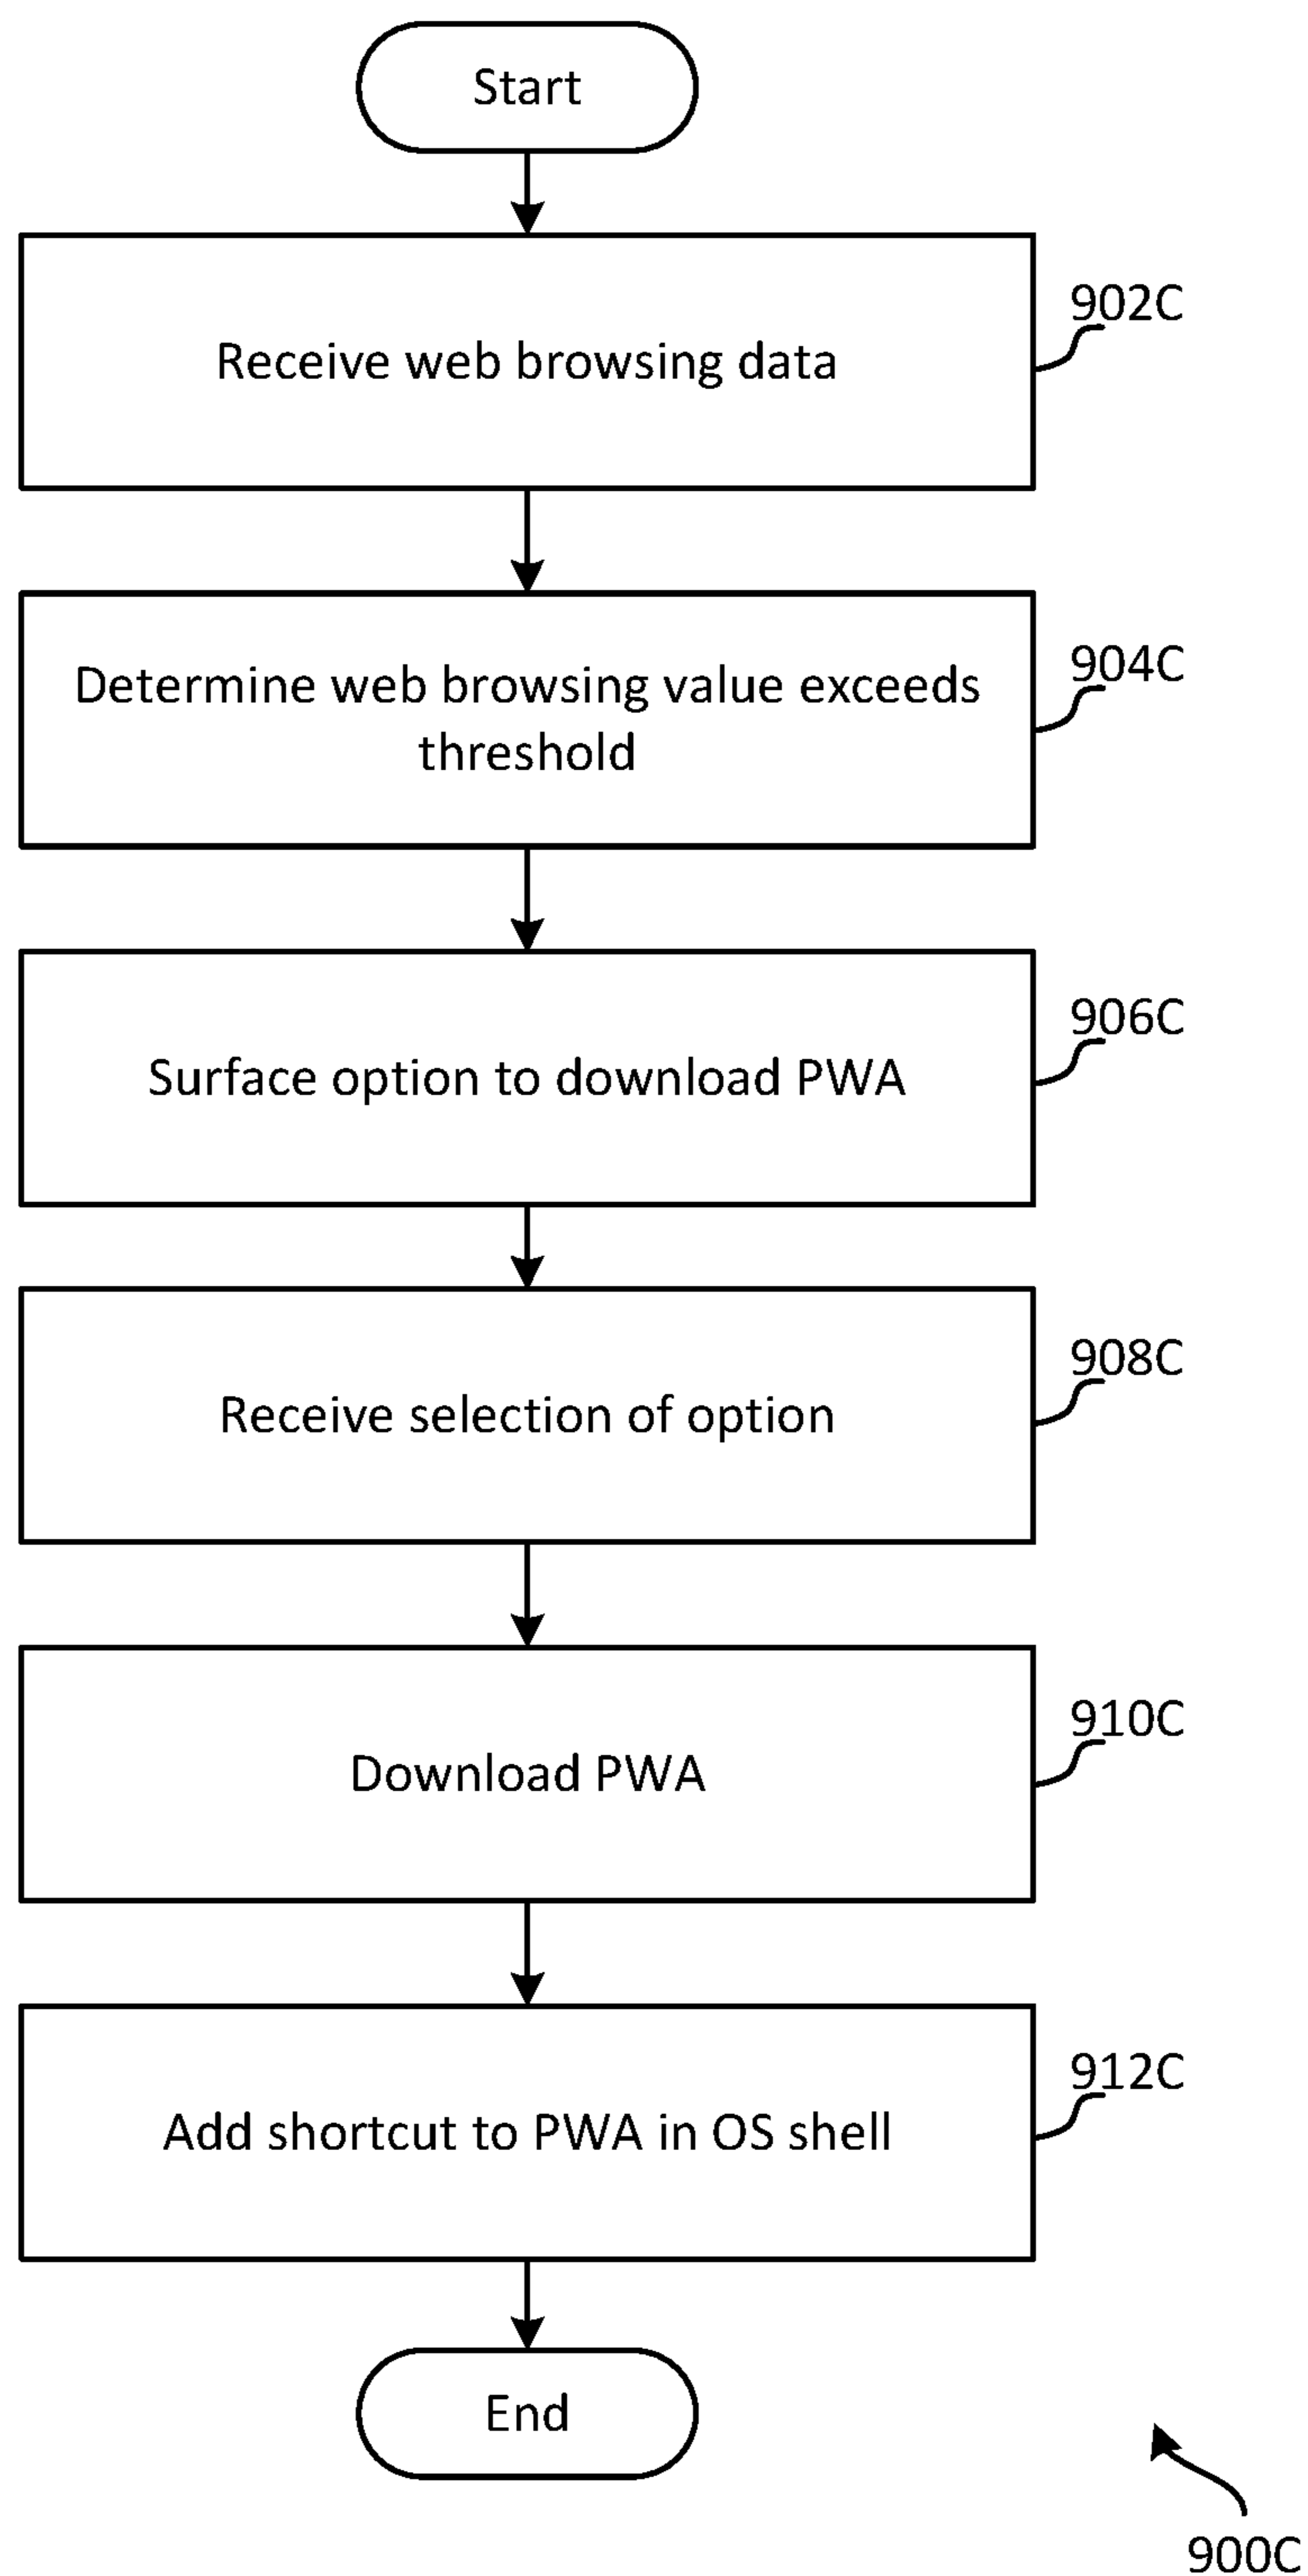 Start
Receive web browsing data
902C
Determine web browsing value exceeds
threshold
904C
Surface option to download PWA
906C
Receive selection of option
908C
Download PWA
910C
Add shortcut to PWA in OS shell
912C
End
900C